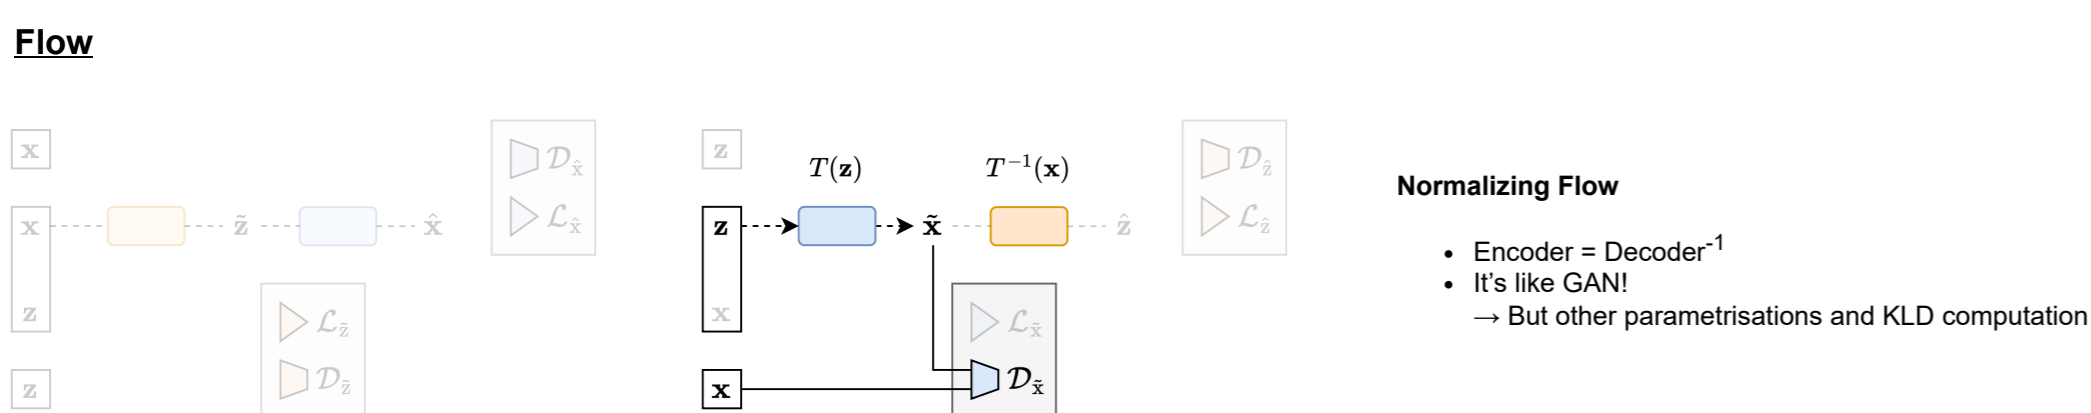 Flow
x
x
z̃
x̂
z
z
𝒟x̂
ℒx̂
ℒz̃
𝒟z̃
z
T(z)
T⁻¹(x)
z
x̃
ẑ
x
x
ℒx̃
𝒟x̃
𝒟ẑ
ℒẑ
Normalizing Flow
• Encoder = Decoder⁻¹
• It's like GAN!
→ But other parametrisations and KLD computation